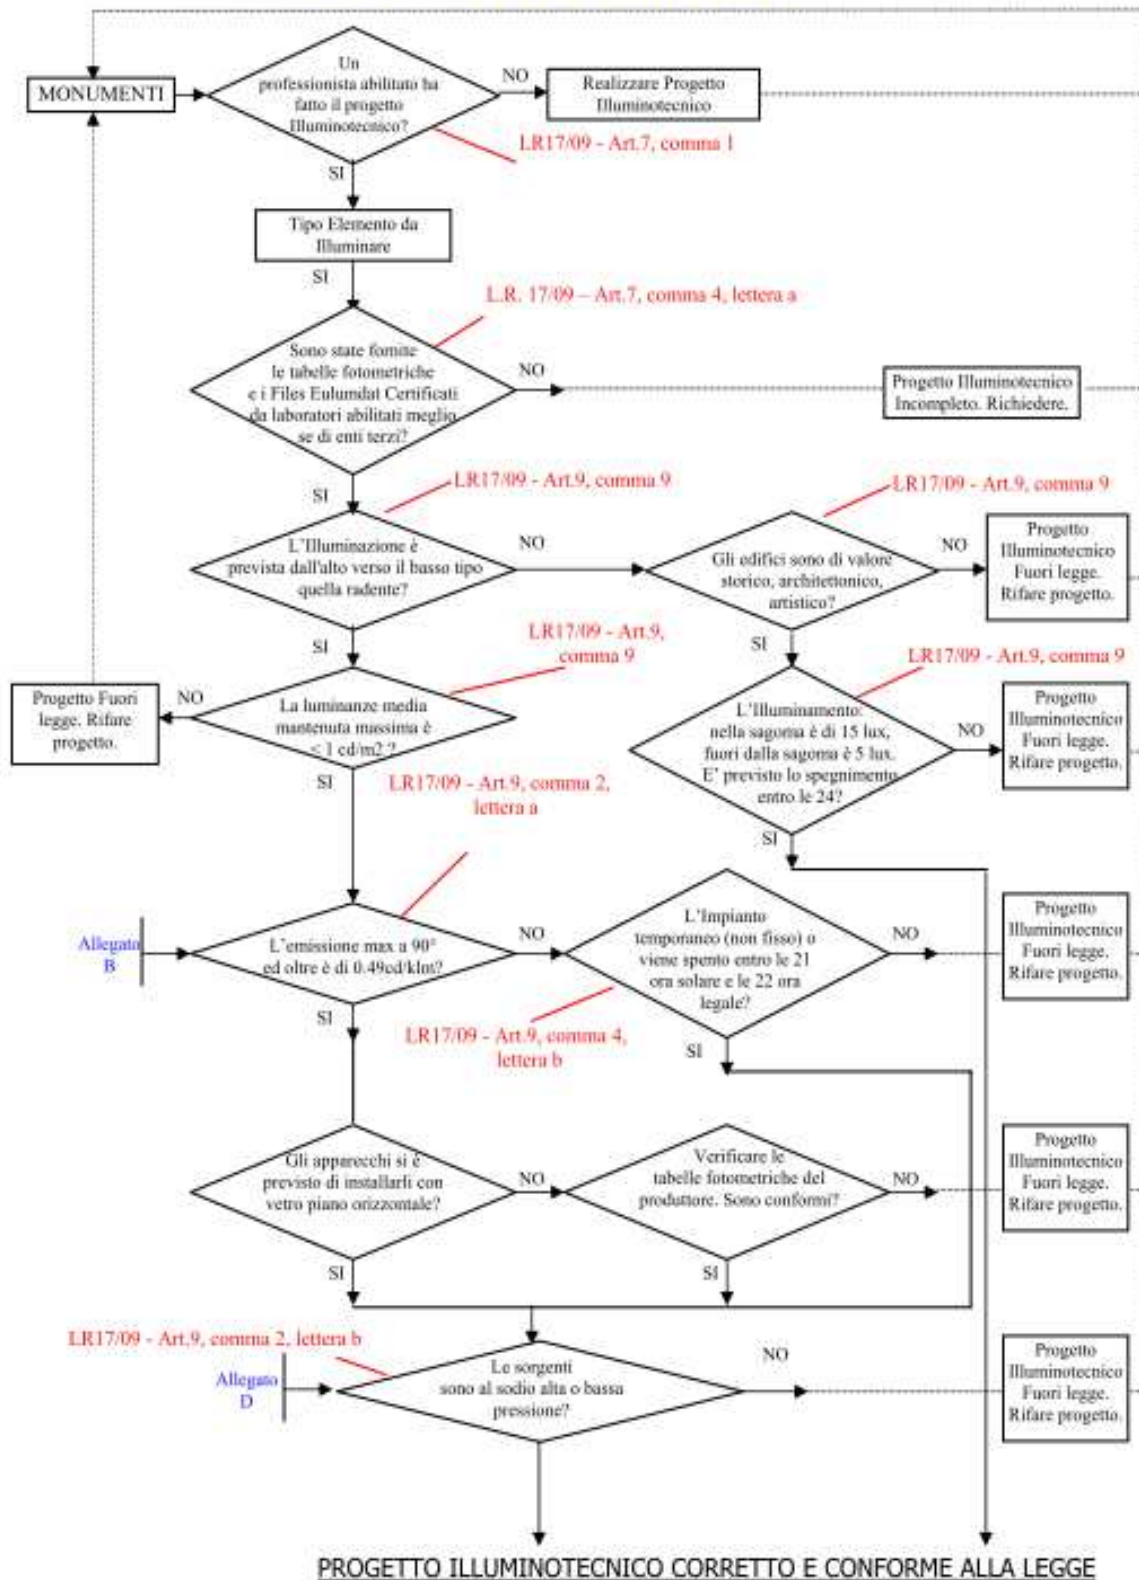 MONUMENTI
Un
professionista abilitato ha
fatto il progetto
Illuminotecnico?
NO
Realizzare Progetto
Illuminotecnico
LR17/09 - Art.7, comma 1
SI
Tipo Elemento da
Illuminare
SI
L.R. 17/09 – Art.7, comma 4, lettera a
Sono state fornite
le tabelle fotometriche
e i Files Eulumdat Certificati
da laboratori abilitati meglio
se di enti terzi?
NO
Progetto Illuminotecnico
Incompleto. Richiedere.
SI
LR17/09 - Art.9, comma 9
L'Illuminazione è
prevista dall'alto verso il basso tipo
quella radente?
NO
LR17/09 - Art.9, comma 9
Gli edifici sono di valore
storico, architettonico,
artistico?
NO
Progetto
Illuminotecnico
Fuori legge.
Rifare progetto.
SI
LR17/09 - Art.9,
comma 9
SI
LR17/09 - Art.9, comma 9
Progetto Fuori
legge. Rifare
progetto.
NO
La luminanze media
mantenuta massima è
< 1 cd/m2 ?
L'Illuminamento:
nella sagoma è di 15 lux,
fuori dalla sagoma è 5 lux.
E' previsto lo spegnimento
entro le 24?
NO
Progetto
Illuminotecnico
Fuori legge.
Rifare progetto.
SI
LR17/09 - Art.9, comma 2,
lettera a
SI
Allegato
B
L'emissione max a 90°
ed oltre è di 0.49cd/klm?
NO
L'Impianto
temporaneo (non fisso) o
viene spento entro le 21
ora solare e le 22 ora
legale?
NO
Progetto
Illuminotecnico
Fuori legge.
Rifare progetto.
SI
LR17/09 - Art.9, comma 4,
lettera b
SI
Gli apparecchi si è
previsto di installarli con
vetro piano orizzontale?
NO
Verificare le
tabelle fotometriche del
produttore. Sono conformi?
NO
Progetto
Illuminotecnico
Fuori legge.
Rifare progetto.
SI
SI
LR17/09 - Art.9, comma 2, lettera b
Allegato
D
Le sorgenti
sono al sodio alta o bassa
pressione?
NO
Progetto
Illuminotecnico
Fuori legge.
Rifare progetto.
PROGETTO ILLUMINOTECNICO CORRETTO E CONFORME ALLA LEGGE